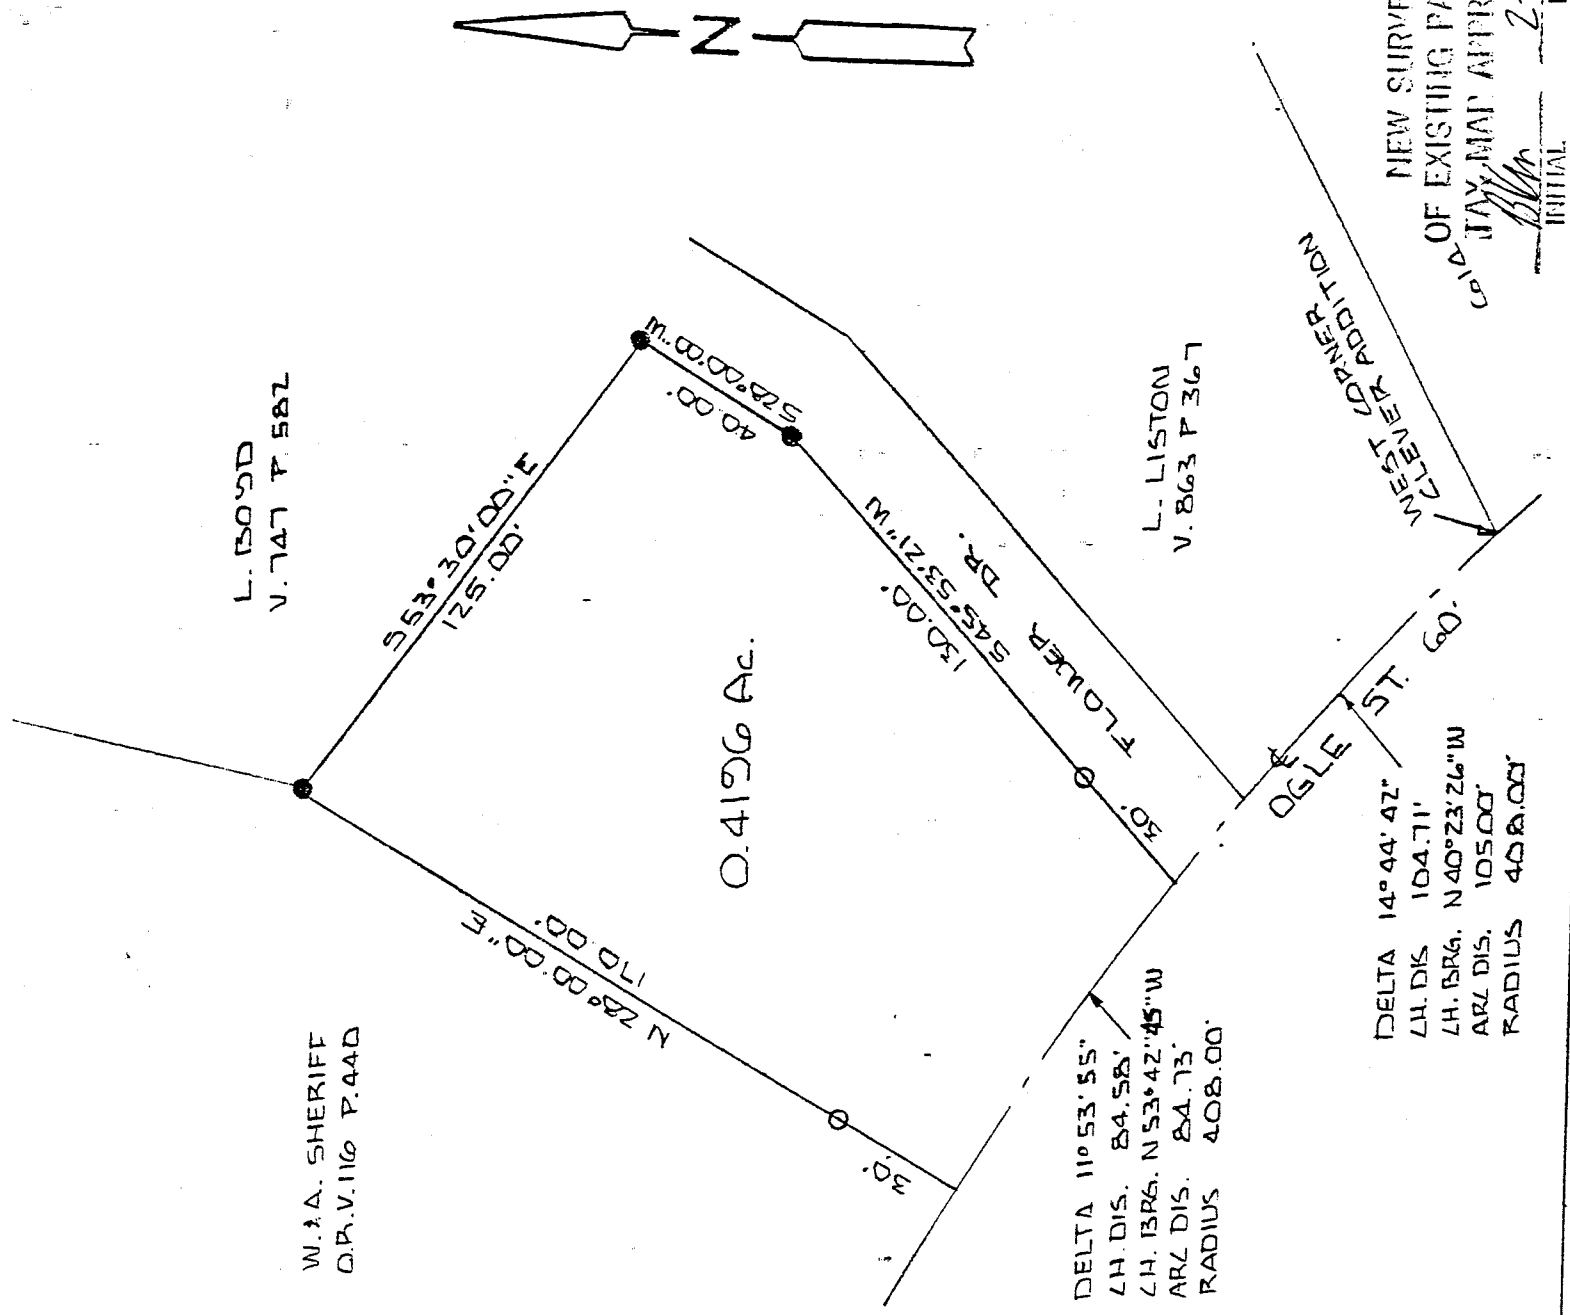 N
L. BOYD
V. 747 P. 582
S 53° 30' 00" E
125.00'
S 28° 00' 00" W
40.00'
W. & A. SHERIFF
O.R.V. 116 P. 440
N 28° 00' 00" E
170.00'
30'
0.4196 AC.
S 45° 53' 21" W
130.00'
30'
FLOWER DR.
L. LISTON
V. 863 P 367
WEST CORNER
CLEVER ADDITION
OGLE ST. 60'
DELTA 11° 53' 55"
CH. DIS. 84.58'
CH. BRG. N 53° 42' 45" W
ARC DIS. 84.73'
RADIUS 408.00'
DELTA 14° 44' 42"
CH. DIS 104.71'
CH. BRG. N 40° 23' 26" W
ARC DIS. 105.00'
RADIUS 408.00'
NEW SURVE
OF EXISTING PA
TAX MAP APPR
INITIAL